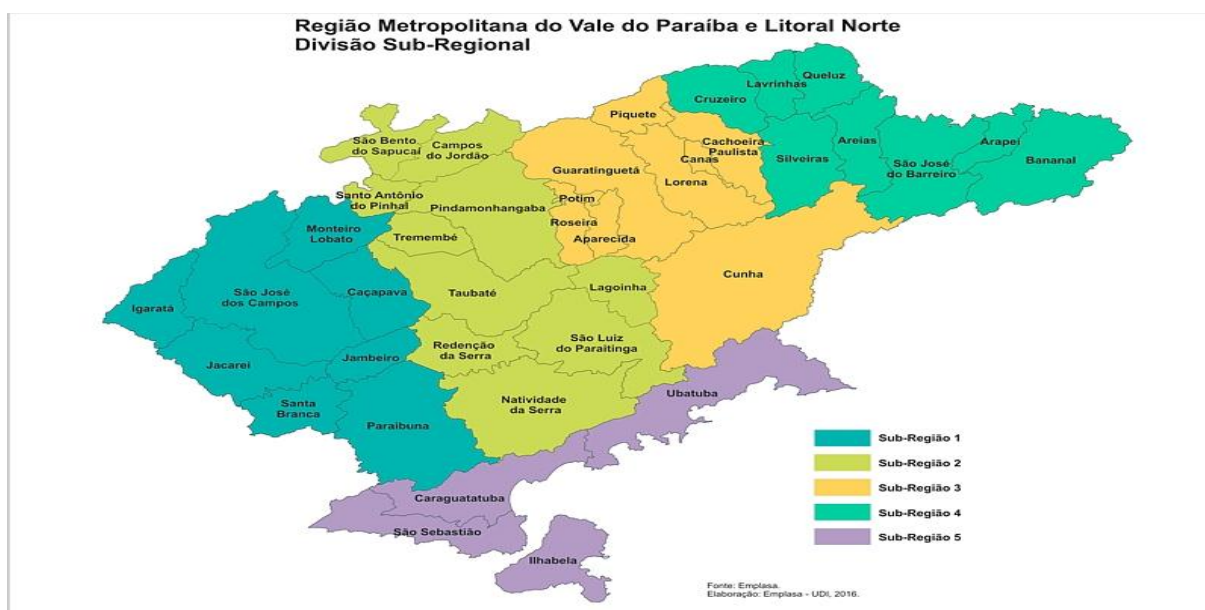 Região Metropolitana do Vale do Paraíba e Litoral Norte
Divisão Sub-Regional
Queluz
Lavrinhas
Cruzeiro
Piquete
São Bento
do Sapucaí
Campos
do Jordão
Cachoeira
Paulista
Canas
Areias
Silveiras
São José
do Barreiro
Arapeí
Bananal
Guaratinguetá
Lorena
Santo Antônio
do Pinhal
Pindamonhangaba
Potim
Roseira
Aparecida
Monteiro
Lobato
Tremembé
Cunha
São José
dos Campos
Caçapava
Igaratá
Taubaté
Lagoinha
Redenção
da Serra
São Luiz
do Paraitinga
Jacareí
Jambeiro
Santa
Branca
Paraibuna
Natividade
da Serra
Ubatuba
Caraguatatuba
São Sebastião
Ilhabela
Sub-Região 1
Sub-Região 2
Sub-Região 3
Sub-Região 4
Sub-Região 5
Fonte: Emplasa.
Elaboração: Emplasa - UDI, 2016.